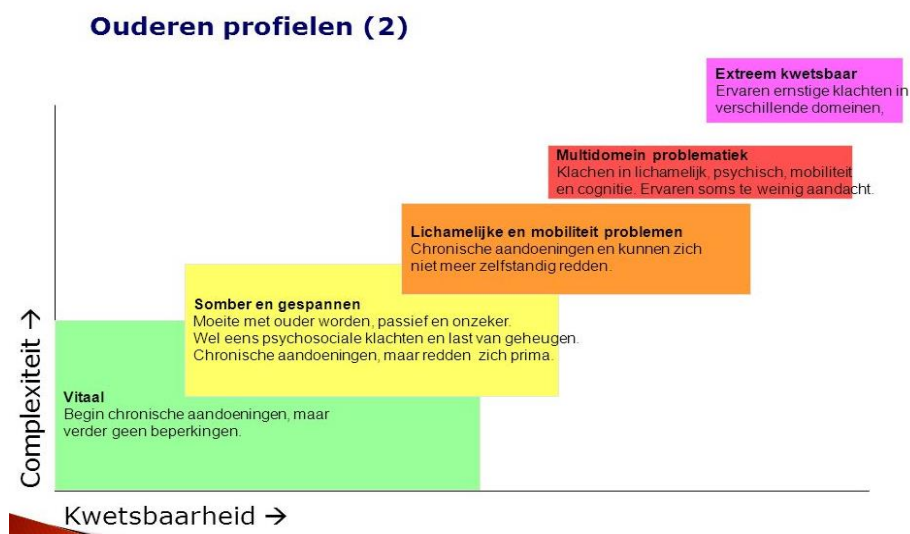 Ouderen profielen (2)
Extreem kwetsbaar
Ervaren ernstige klachten in
verschillende domeinen,
Multidomein problematiek
Klachen in lichamelijk, psychisch, mobiliteit
en cognitie. Ervaren soms te weinig aandacht.
Lichamelijke en mobiliteit problemen
Chronische aandoeningen en kunnen zich
niet meer zelfstandig redden.
Somber en gespannen
Moeite met ouder worden, passief en onzeker.
Wel eens psychosociale klachten en last van geheugen.
Chronische aandoeningen, maar redden zich prima.
Vitaal
Begin chronische aandoeningen, maar
verder geen beperkingen.
Complexiteit →
Kwetsbaarheid →